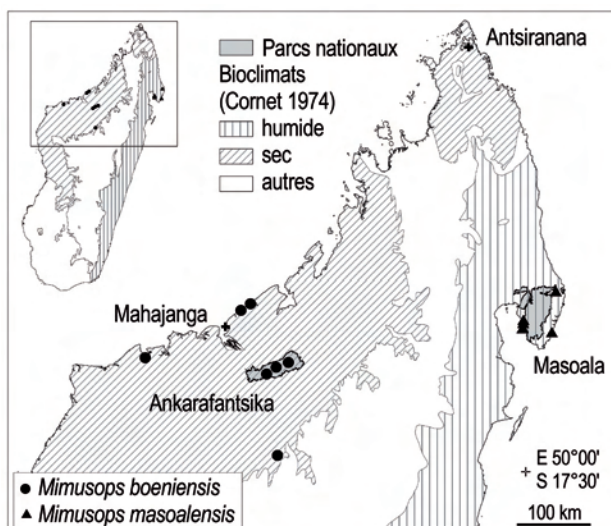 Parcs nationaux
Bioclimats
(Cornet 1974)
humide
sec
autres
Antsiranana
Mahajanga
Ankarafantsika
Masoala
E 50°00'
S 17°30'
100 km
Mimusops boeniensis
Mimusops masoalensis